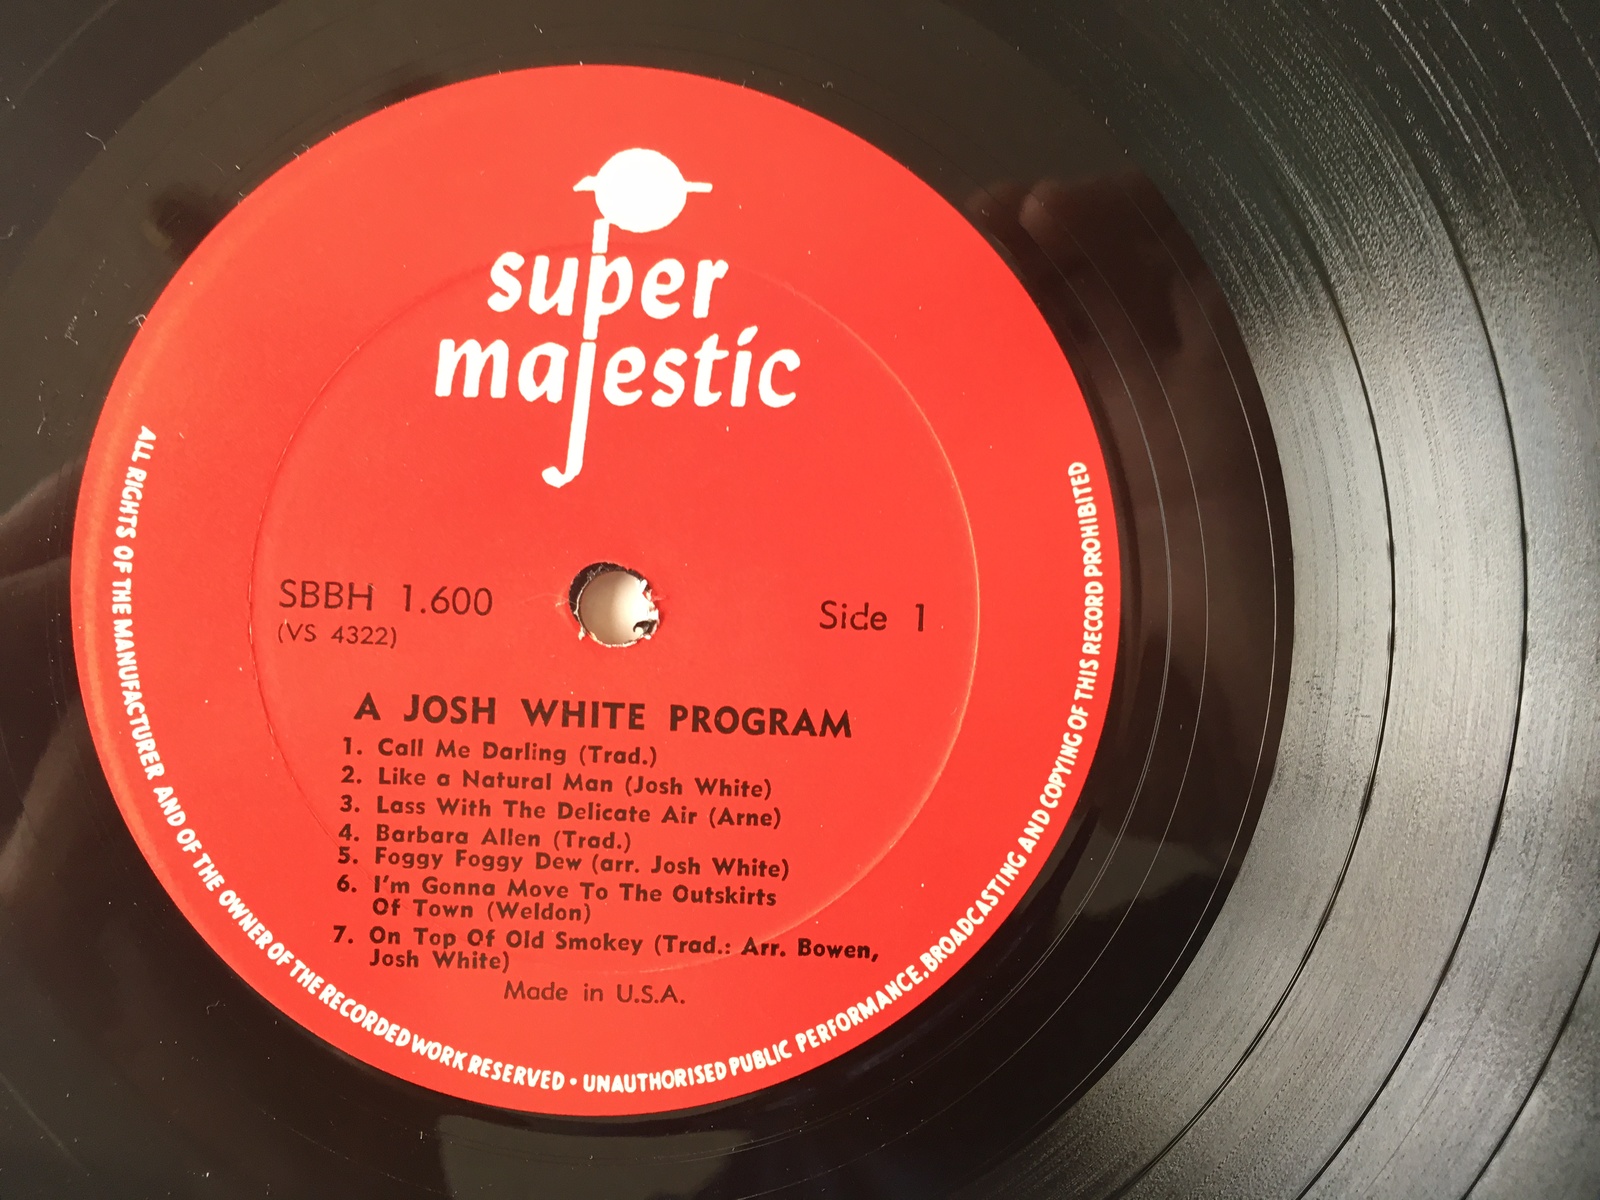 super
majestic
SBBH 1.600
(VS 4322)
Side 1
A JOSH WHITE PROGRAM
1. Call Me Darling (Trad.)
2. Like a Natural Man (Josh White)
3. Lass With The Delicate Air (Arne)
4. Barbara Allen (Trad.)
5. Foggy Foggy Dew (arr. Josh White)
6. I'm Gonna Move To The Outskirts
Of Town (Weldon)
7. On Top Of Old Smokey (Trad.: Arr. Bowen,
Josh White)
Made in U.S.A.
ALL RIGHTS OF THE MANUFACTURER AND OF THE OWNER OF THE RECORDED WORK RESERVED • UNAUTHORISED PUBLIC PERFORMANCE, BROADCASTING AND COPYING OF THIS RECORD PROHIBITED